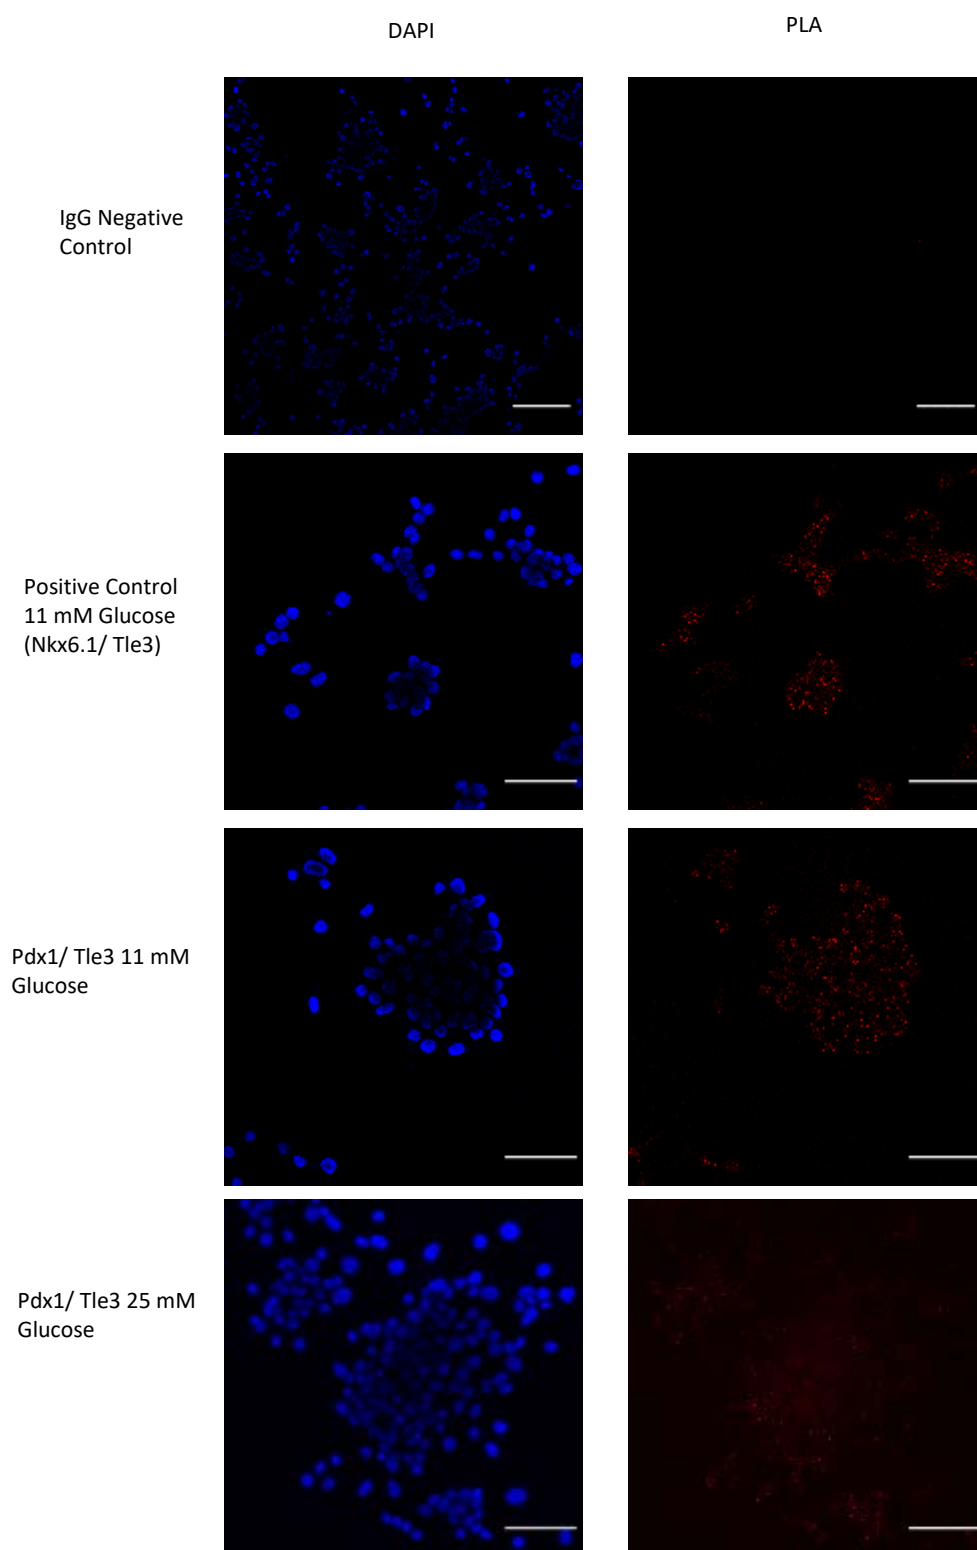 DAPI
PLA
IgG Negative
Control
Positive Control
11 mM Glucose
(Nkx6.1/ Tle3)
Pdx1/ Tle3 11 mM
Glucose
Pdx1/ Tle3 25 mM
Glucose